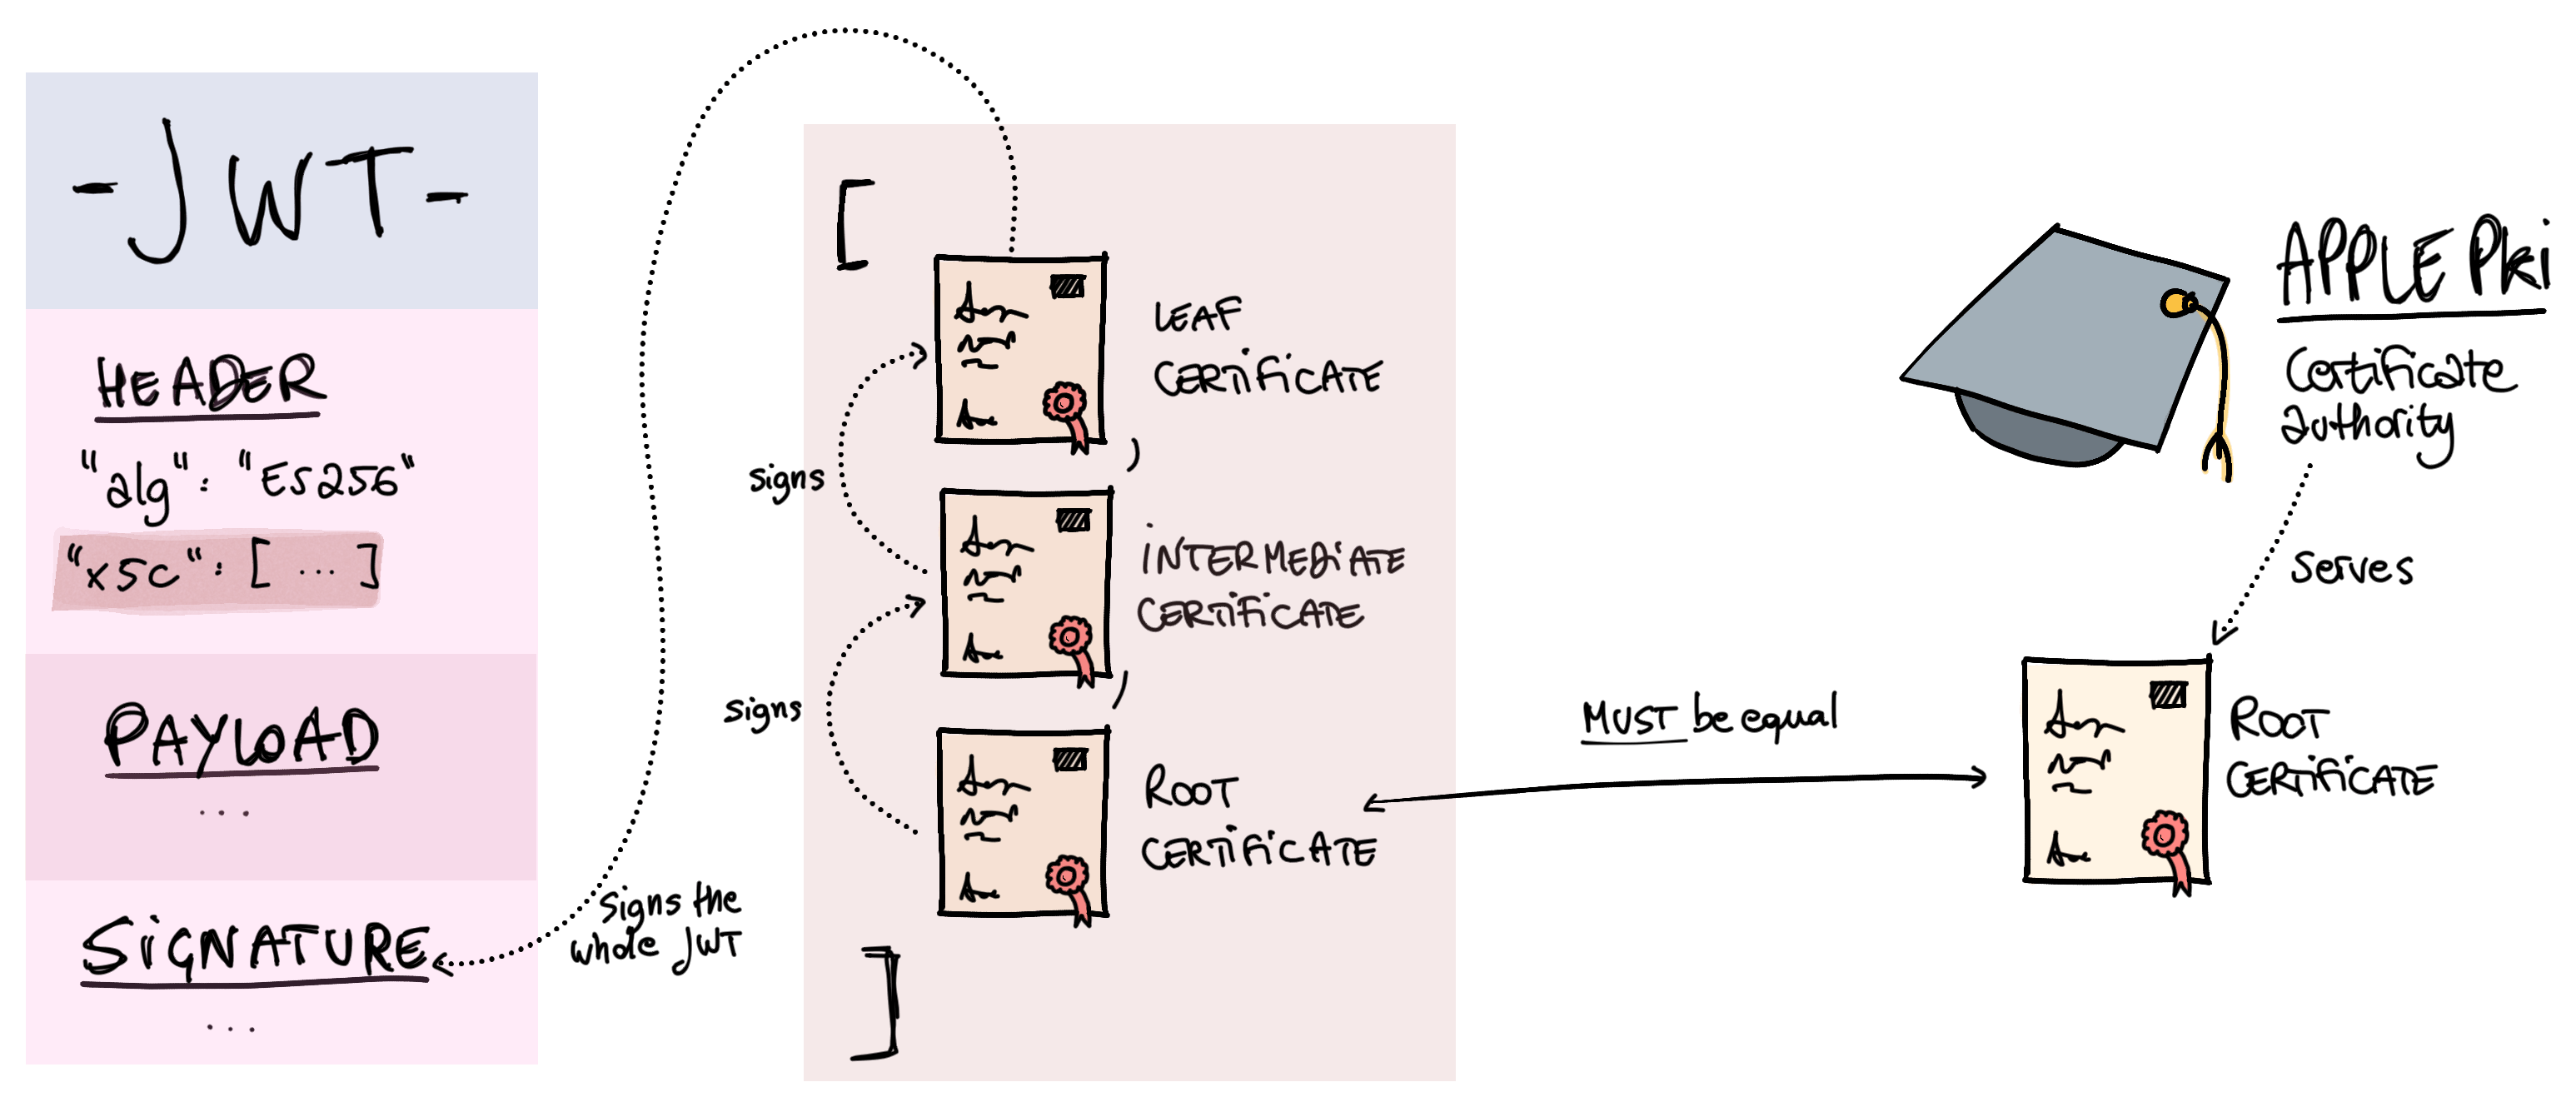 -JWT-
HEADER
"alg": "ES256"
"x5c": [ ... ]
PAYLOAD
...
SIGNATURE
...
Signs the
whole JWT
[
LEAF
CERTIFICATE
,
signs
INTERMEDIATE
CERTIFICATE
,
signs
ROOT
CERTIFICATE
]
MUST be equal
APPLE Pki
Certificate
authority
serves
ROOT
CERTIFICATE